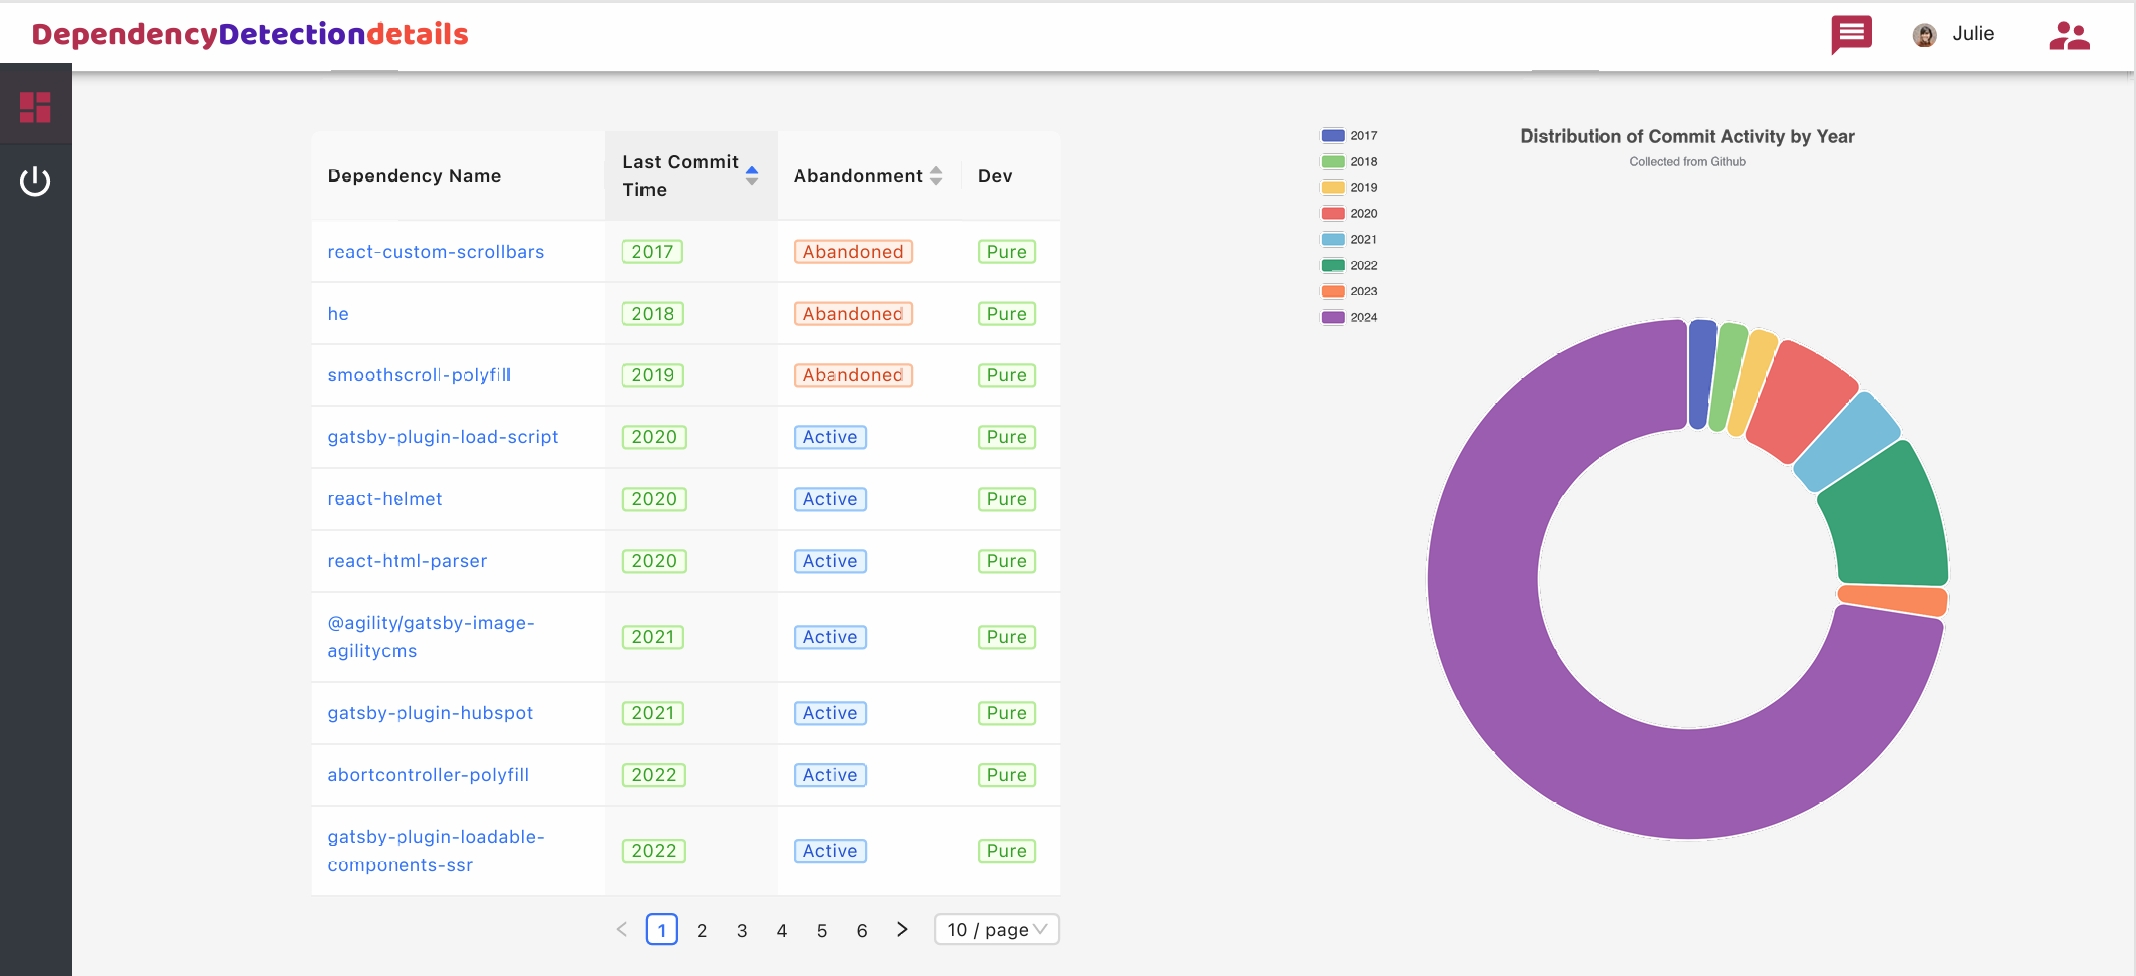 DependencyDetectiondetails
Julie
Dependency Name
Last Commit
Time
Abandonment
Dev
react-custom-scrollbars 2017 Abandoned Pure
he 2018 Abandoned Pure
smoothscroll-polyfill 2019 Abandoned Pure
gatsby-plugin-load-script 2020 Active Pure
react-helmet 2020 Active Pure
react-html-parser 2020 Active Pure
@agility/gatsby-image-
agilitycms 2021 Active Pure
gatsby-plugin-hubspot 2021 Active Pure
abortcontroller-polyfill 2022 Active Pure
gatsby-plugin-loadable-
components-ssr 2022 Active Pure
< 1 2 3 4 5 6 > 10 / page
2017
2018
2019
2020
2021
2022
2023
2024
Distribution of Commit Activity by Year
Collected from Github